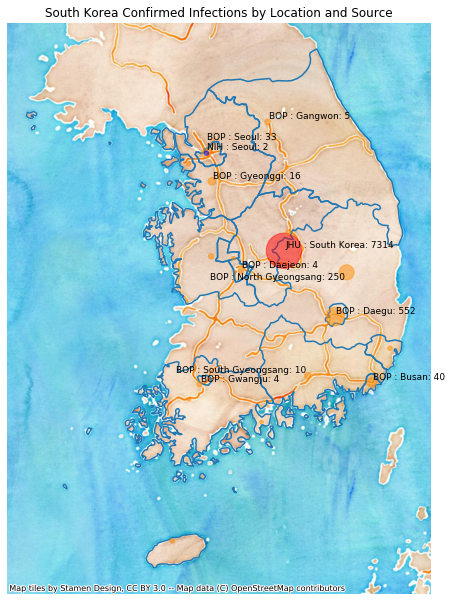 South Korea Confirmed Infections by Location and Source
BOP : Gangwon: 5
BOP : Seoul: 33
NIH : Seoul: 2
BOP : Gyeonggi: 16
JHU : South Korea: 7314
BOP : Daejeon: 4
BOP : North Gyeongsang: 250
BOP : Daegu: 552
BOP : South Gyeongsang: 10
BOP : Gwangju: 4
BOP : Busan: 40
Map tiles by Stamen Design, CC BY 3.0 -- Map data (C) OpenStreetMap contributors